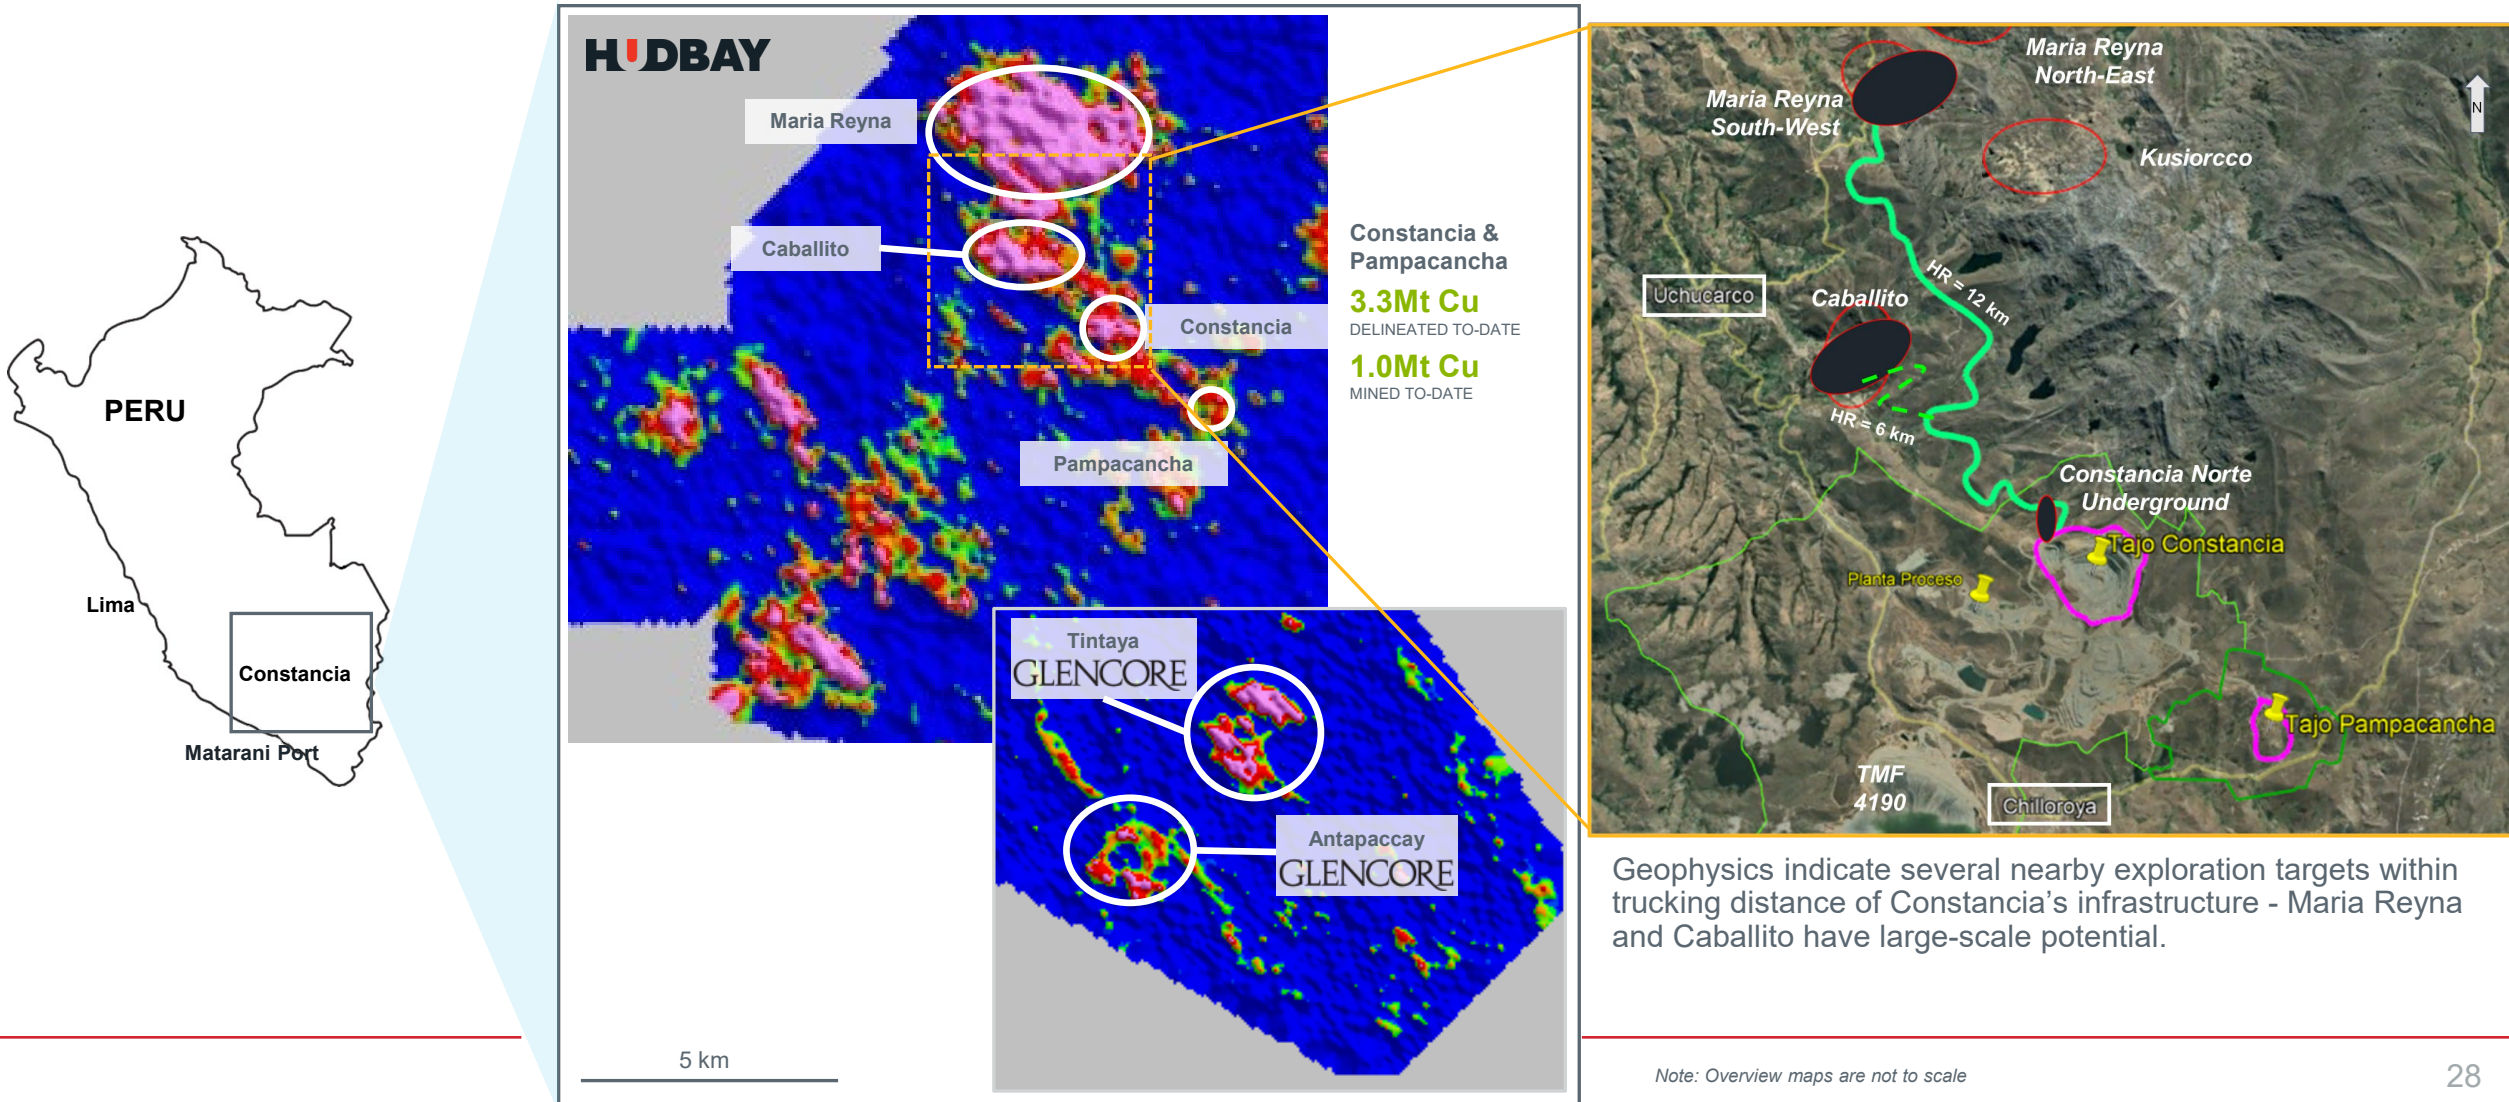 PERU
Lima
Constancia
Matarani Port
HUDBAY
Maria Reyna
Caballito
Constancia
Pampacancha
Constancia &
Pampacancha
3.3Mt Cu
DELINEATED TO-DATE
1.0Mt Cu
MINED TO-DATE
Tintaya
GLENCORE
Antapaccay
GLENCORE
5 km
Maria Reyna
North-East
Maria Reyna
South-West
N
Kusiorcco
Uchucarco
Caballito
HR = 12 km
HR = 6 km
Constancia Norte
Underground
Tajo Constancia
Planta Proceso
Tajo Pampacancha
TMF
4190
Chilloroya
Geophysics indicate several nearby exploration targets within
trucking distance of Constancia’s infrastructure - Maria Reyna
and Caballito have large-scale potential.
Note: Overview maps are not to scale
28